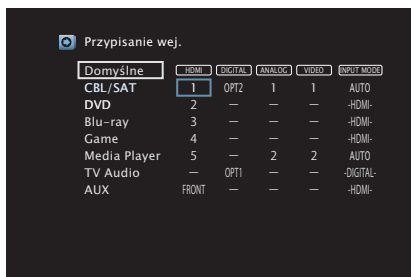 Przypisanie wej.
Domyślne HDMI DIGITAL ANALOG VIDEO INPUT MODE
CBL/SAT 1 OPT2 1 1 AUTO
DVD 2 — — — -HDMI-
Blu-ray 3 — — — -HDMI-
Game 4 — — — -HDMI-
Media Player 5 — 2 2 AUTO
TV Audio — OPT1 — — -DIGITAL-
AUX FRONT — — — -HDMI-